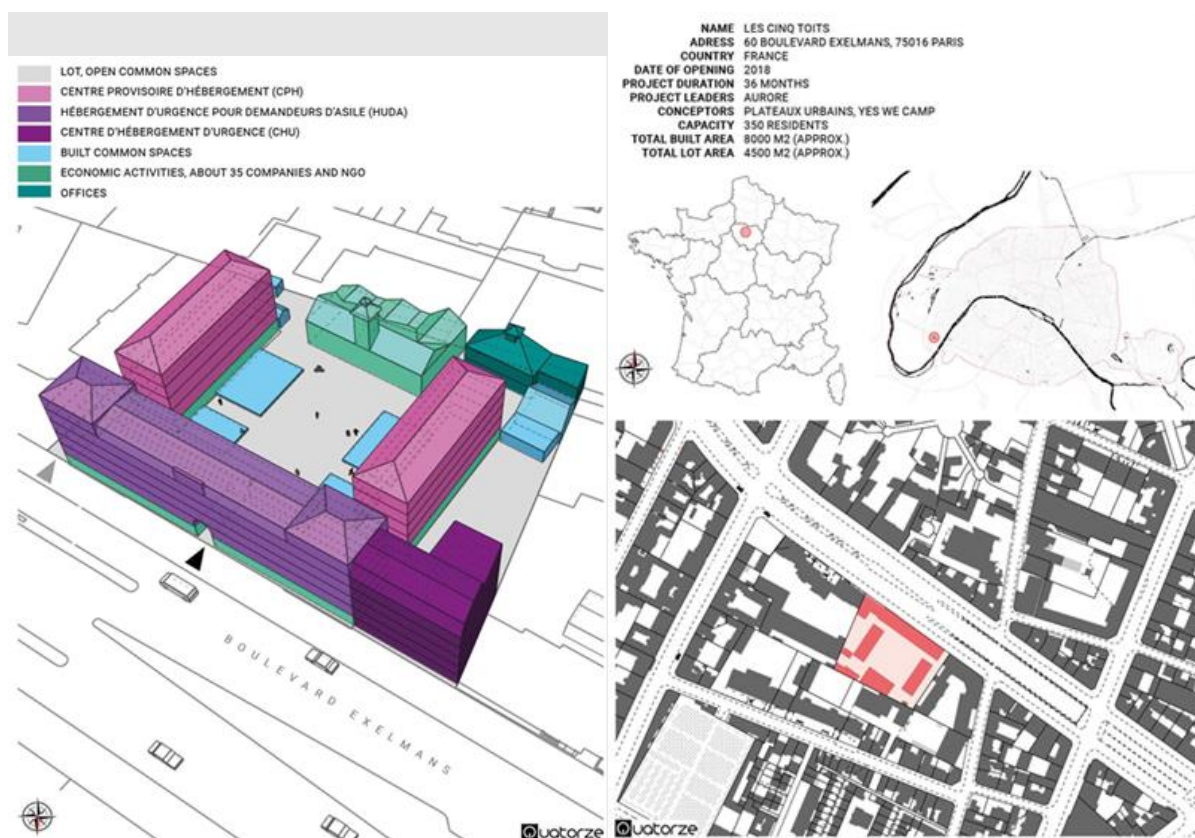 LOT, OPEN COMMON SPACES
CENTRE PROVISOIRE D'HÉBERGEMENT (CPH)
HÉBERGEMENT D'URGENCE POUR DEMANDEURS D'ASILE (HUDA)
CENTRE D'HÉBERGEMENT D'URGENCE (CHU)
BUILT COMMON SPACES
ECONOMIC ACTIVITIES, ABOUT 35 COMPANIES AND NGO
OFFICES
BOULEVARD EXELMANS
Quatorze
NAME LES CINQ TOITS
ADRESS 60 BOULEVARD EXELMANS, 75016 PARIS
COUNTRY FRANCE
DATE OF OPENING 2018
PROJECT DURATION 36 MONTHS
PROJECT LEADERS AURORE
CONCEPTORS PLATEAUX URBAINS, YES WE CAMP
CAPACITY 350 RESIDENTS
TOTAL BUILT AREA 8000 M2 (APPROX.)
TOTAL LOT AREA 4500 M2 (APPROX.)
Quatorze